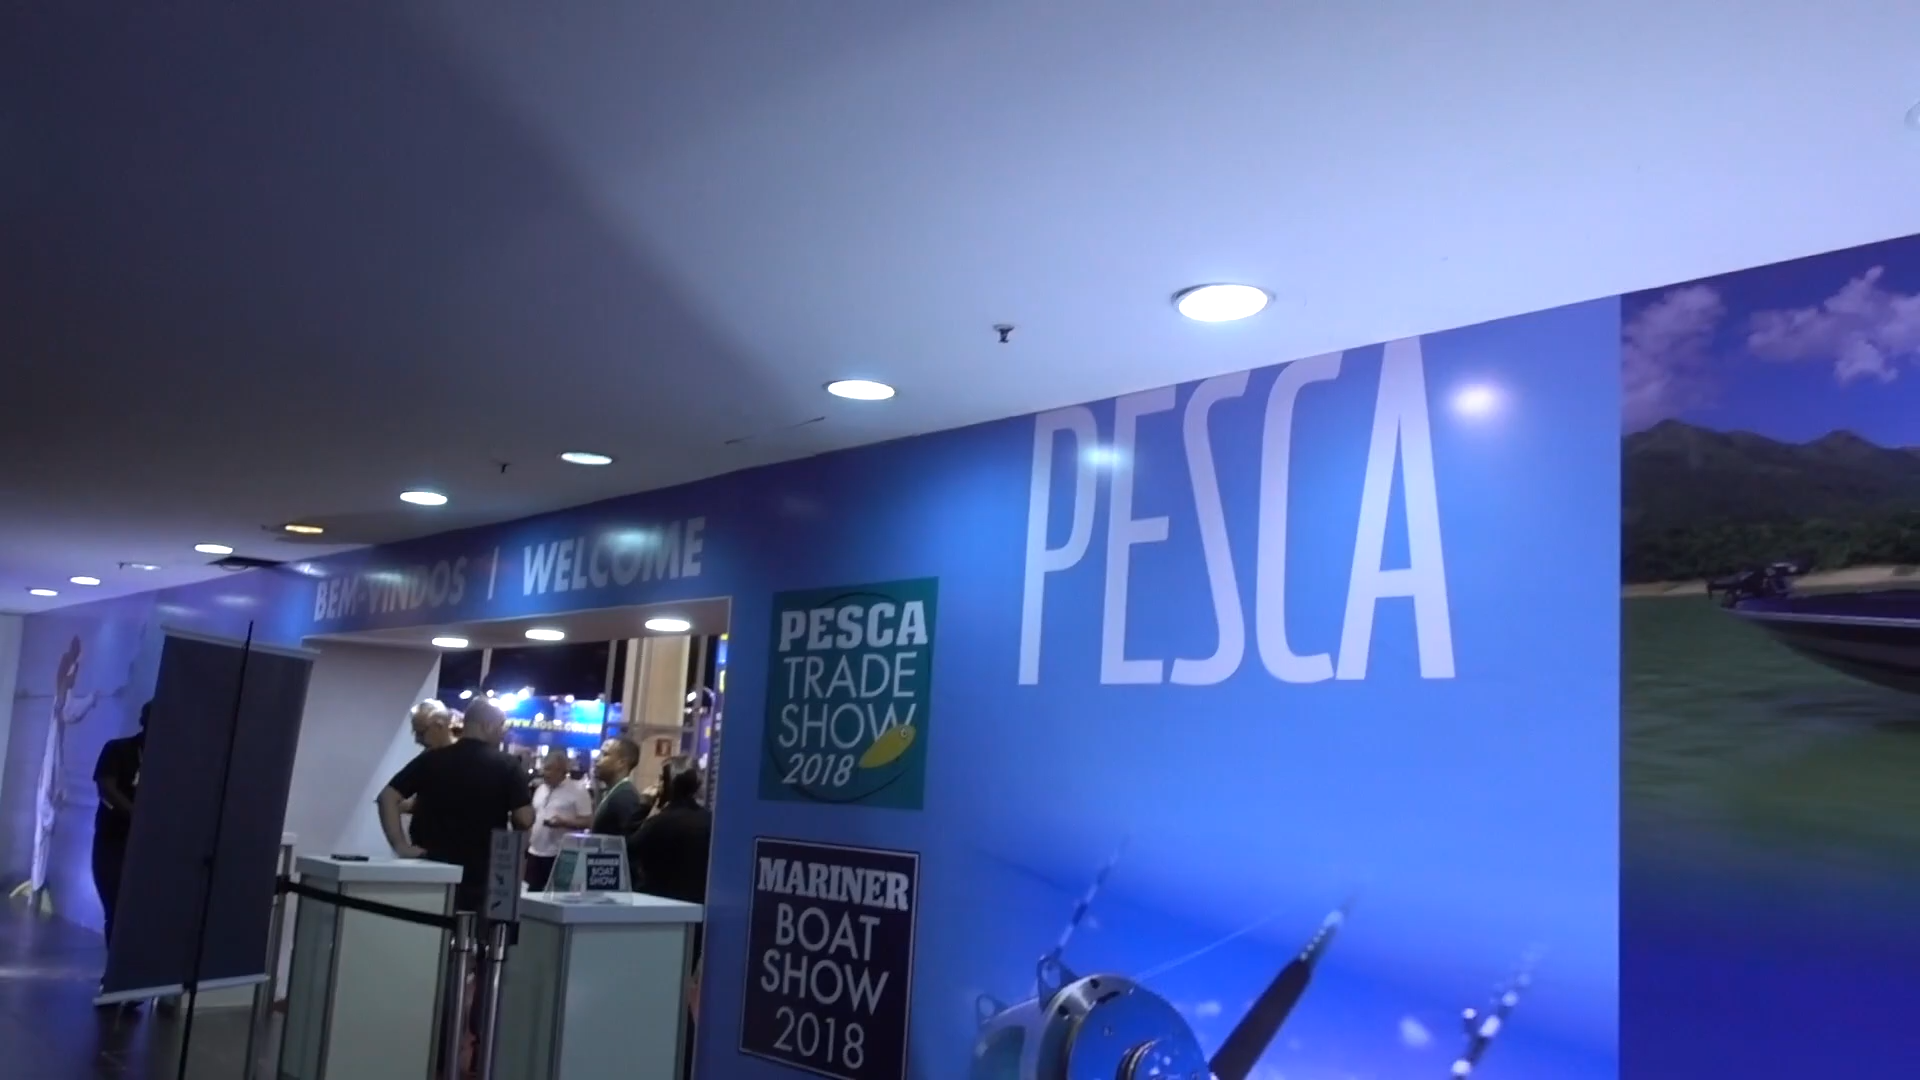 BEM-VINDOS | WELCOME
PESCA
TRADE
SHOW
2018
MARINER
BOAT
SHOW
2018
PESCA
MARINER
BOAT
SHOW